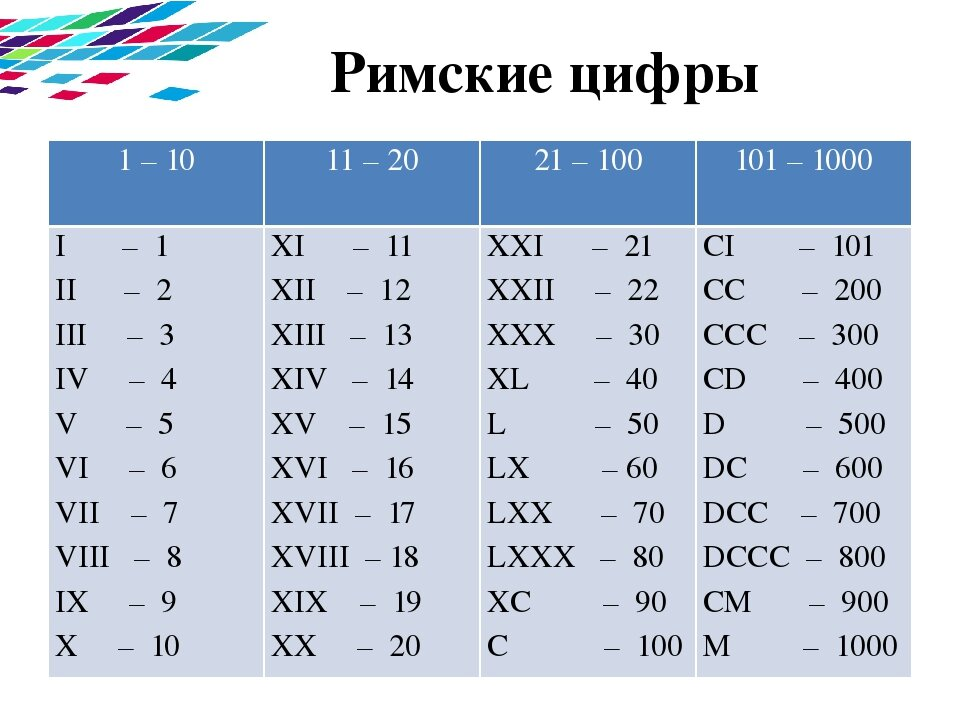 Римские цифры
1 – 10 11 – 20 21 – 100 101 – 1000
I – 1 XI – 11 XXI – 21 CI – 101
II – 2 XII – 12 XXII – 22 CC – 200
III – 3 XIII – 13 XXX – 30 CCC – 300
IV – 4 XIV – 14 XL – 40 CD – 400
V – 5 XV – 15 L – 50 D – 500
VI – 6 XVI – 16 LX – 60 DC – 600
VII – 7 XVII – 17 LXX – 70 DCC – 700
VIII – 8 XVIII – 18 LXXX – 80 DCCC – 800
IX – 9 XIX – 19 XC – 90 CM – 900
X – 10 XX – 20 C – 100 M – 1000